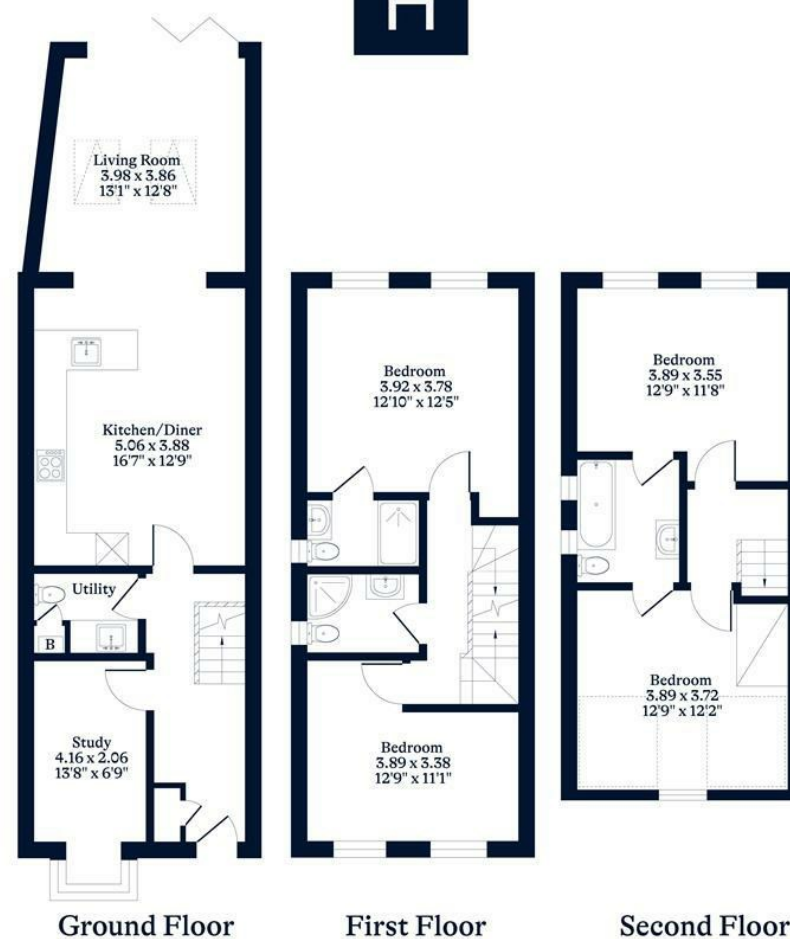 Living Room
3.98 x 3.86
13'1" x 12'8"
Kitchen/Diner
5.06 x 3.88
16'7" x 12'9"
Utility
B
Study
4.16 x 2.06
13'8" x 6'9"
Ground Floor
Bedroom
3.92 x 3.78
12'10" x 12'5"
Bedroom
3.89 x 3.38
12'9" x 11'1"
First Floor
Bedroom
3.89 x 3.55
12'9" x 11'8"
Bedroom
3.89 x 3.72
12'9" x 12'2"
Second Floor